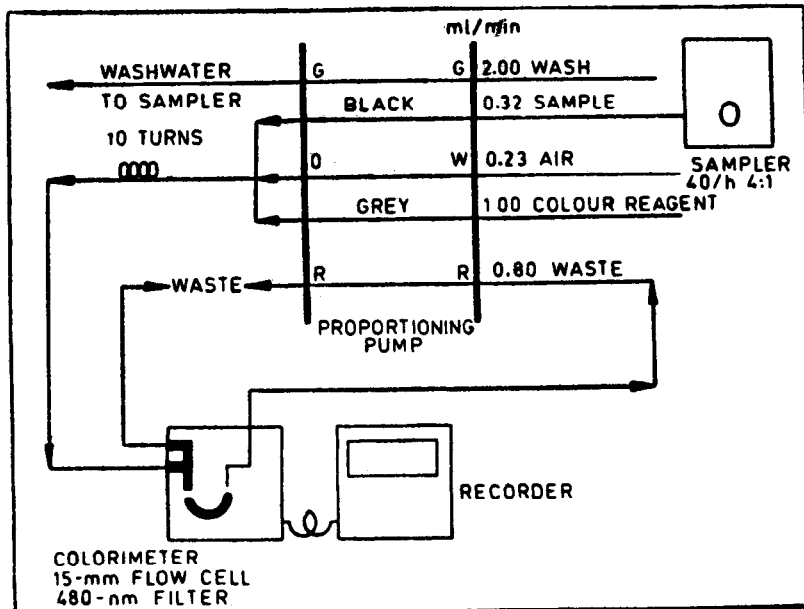 ml/min
WASHWATER G G 2.00 WASH
TO SAMPLER BLACK 0.32 SAMPLE
10 TURNS
O W 0.23 AIR SAMPLER
40/h 4:1
GREY 1 00 COLOUR REAGENT
WASTE R R 0.80 WASTE
PROPORTIONING
PUMP
RECORDER
COLORIMETER
15-mm FLOW CELL
480-nm FILTER